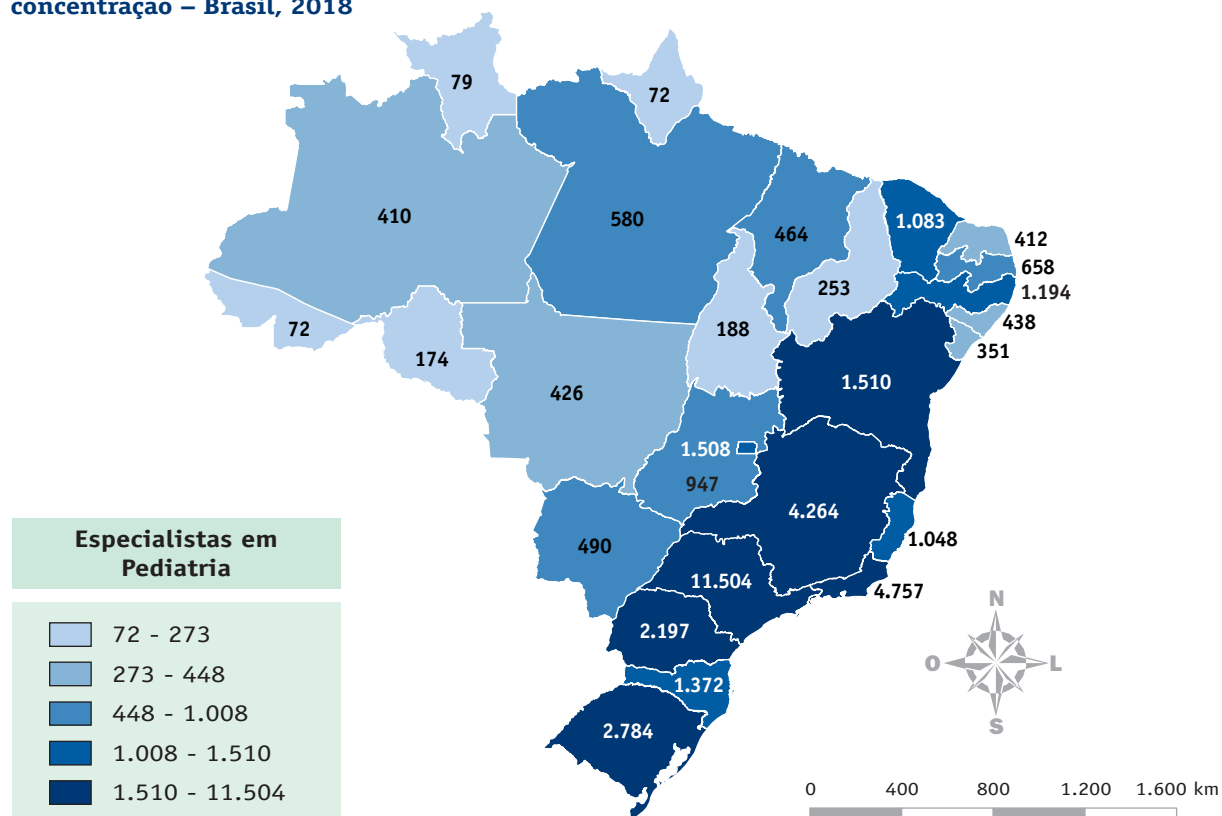 concentração – Brasil, 2018
79
72
410
580
464
1.083
412
658
1.194
253
438
351
72
174
188
426
1.510
1.508
947
4.264
1.048
490
11.504
4.757
2.197
1.372
2.784
Especialistas em
Pediatria
72 - 273
273 - 448
448 - 1.008
1.008 - 1.510
1.510 - 11.504
N
O L
S
0 400 800 1.200 1.600 km